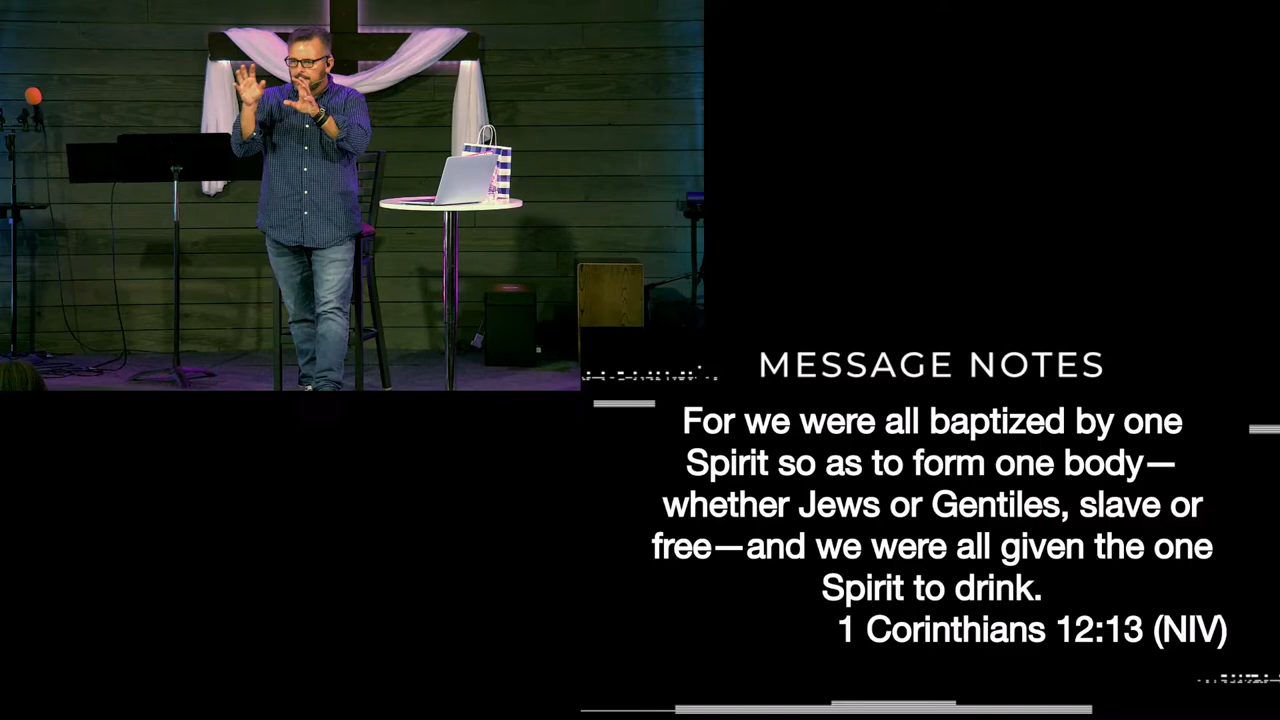 MESSAGE NOTES
For we were all baptized by one
Spirit so as to form one body—
whether Jews or Gentiles, slave or
free—and we were all given the one
Spirit to drink.
1 Corinthians 12:13 (NIV)